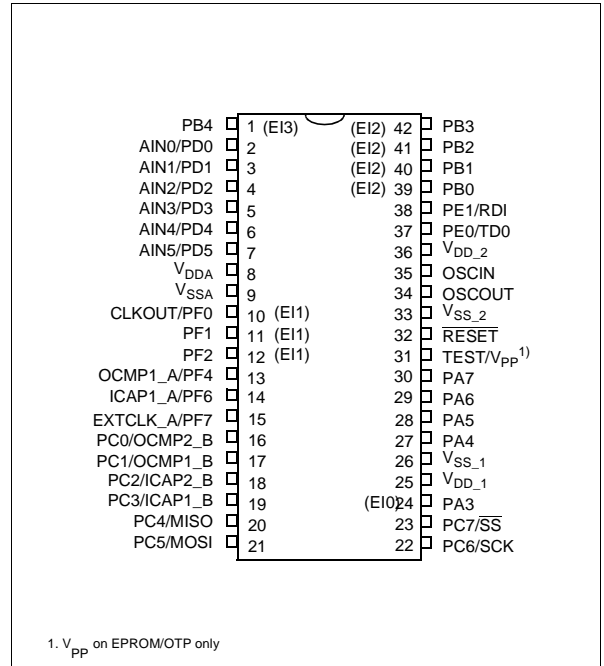 PB4 1 (EI3) (EI2) 42 PB3
AIN0/PD0 2 (EI2) 41 PB2
AIN1/PD1 3 (EI2) 40 PB1
AIN2/PD2 4 (EI2) 39 PB0
AIN3/PD3 5 38 PE1/RDI
AIN4/PD4 6 37 PE0/TD0
AIN5/PD5 7 36 VDD_2
VDDA 8 35 OSCIN
VSSA 9 34 OSCOUT
CLKOUT/PF0 10 (EI1) 33 VSS_2
PF1 11 (EI1) 32 RESET
PF2 12 (EI1) 31 TEST/VPP1)
OCMP1_A/PF4 13 30 PA7
ICAP1_A/PF6 14 29 PA6
EXTCLK_A/PF7 15 28 PA5
PC0/OCMP2_B 16 27 PA4
PC1/OCMP1_B 17 26 VSS_1
PC2/ICAP2_B 18 25 VDD_1
PC3/ICAP1_B 19 (EI0)24 PA3
PC4/MISO 20 23 PC7/SS
PC5/MOSI 21 22 PC6/SCK
1. VPP on EPROM/OTP only